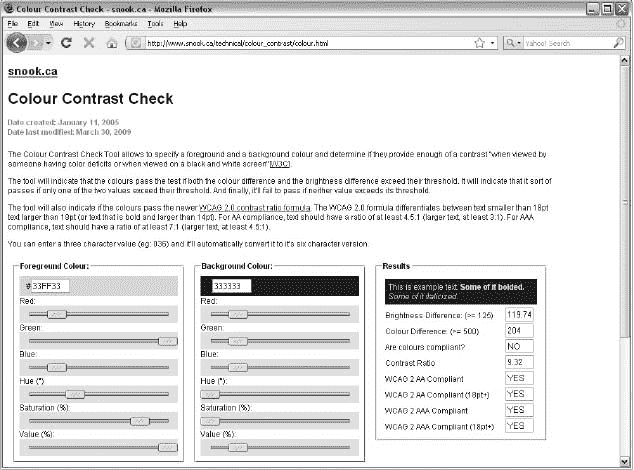 Colour Contrast Check - snook.ca - Mozilla Firefox
File Edit View History Bookmarks Tools Help
http://www.snook.ca/technical/colour_contrast/colour.html
Yahoo! Search
snook.ca
Colour Contrast Check
Date created: January 11, 2005
Date last modified: March 30, 2009
The Colour Contrast Check Tool allows to specify a foreground and a background colour and determine if they provide enough of a contrast "when viewed by
someone having color deficits or when viewed on a black and white screen"[W3C].
The tool will indicate that the colours pass the test if both the colour difference and the brightness difference exceed their threshold. It will indicate that it sort of
passes if only one of the two values exceed their threshold. And finally, it'll fail to pass if neither value exceeds its threshold.
The tool will also indicate if the colours pass the newer WCAG 2.0 contrast ratio formula. The WCAG 2.0 formula differentiates between text smaller than 18pt
text larger than 18pt (or text that is bold and larger than 14pt). For AA compliance, text should have a ratio of at least 4.5:1 (larger text, at least 3:1). For AAA
compliance, text should have a ratio of at least 7:1 (larger text, at least 4.5:1).
You can enter a three character value (eg: 036) and it'll automatically convert it to it's six character version.
Foreground Colour:
# 33FF33
Red:
Green:
Blue:
Hue (°):
Saturation (%):
Value (%):
Background Colour:
333333
Red:
Green:
Blue:
Hue (°):
Saturation (%):
Value (%):
Results
This is example text. Some of it bolded.
Some of it italicized.
Brightness Difference: (>= 125) 119.74
Colour Difference: (>= 500) 204
Are colours compliant? NO
Contrast Ratio 9.32
WCAG 2 AA Compliant YES
WCAG 2 AA Compliant (18pt+) YES
WCAG 2 AAA Compliant YES
WCAG 2 AAA Compliant (18pt+) YES